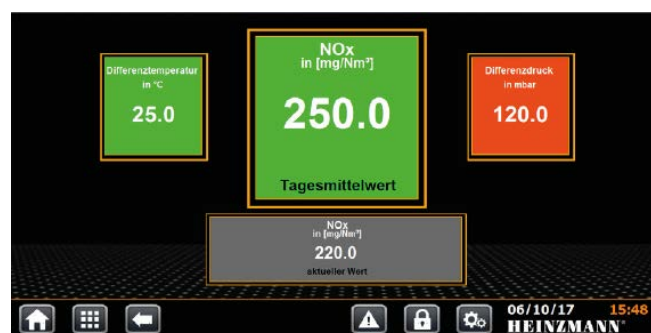 Differenztemperatur
in °C
25.0
NOx
in [mg/Nm³]
250.0
Tagesmittelwert
Differenzdruck
in mbar
120.0
NOx
in [mg/Nm³]
220.0
aktueller Wert
06/10/17 15:48
HEINZMANN®